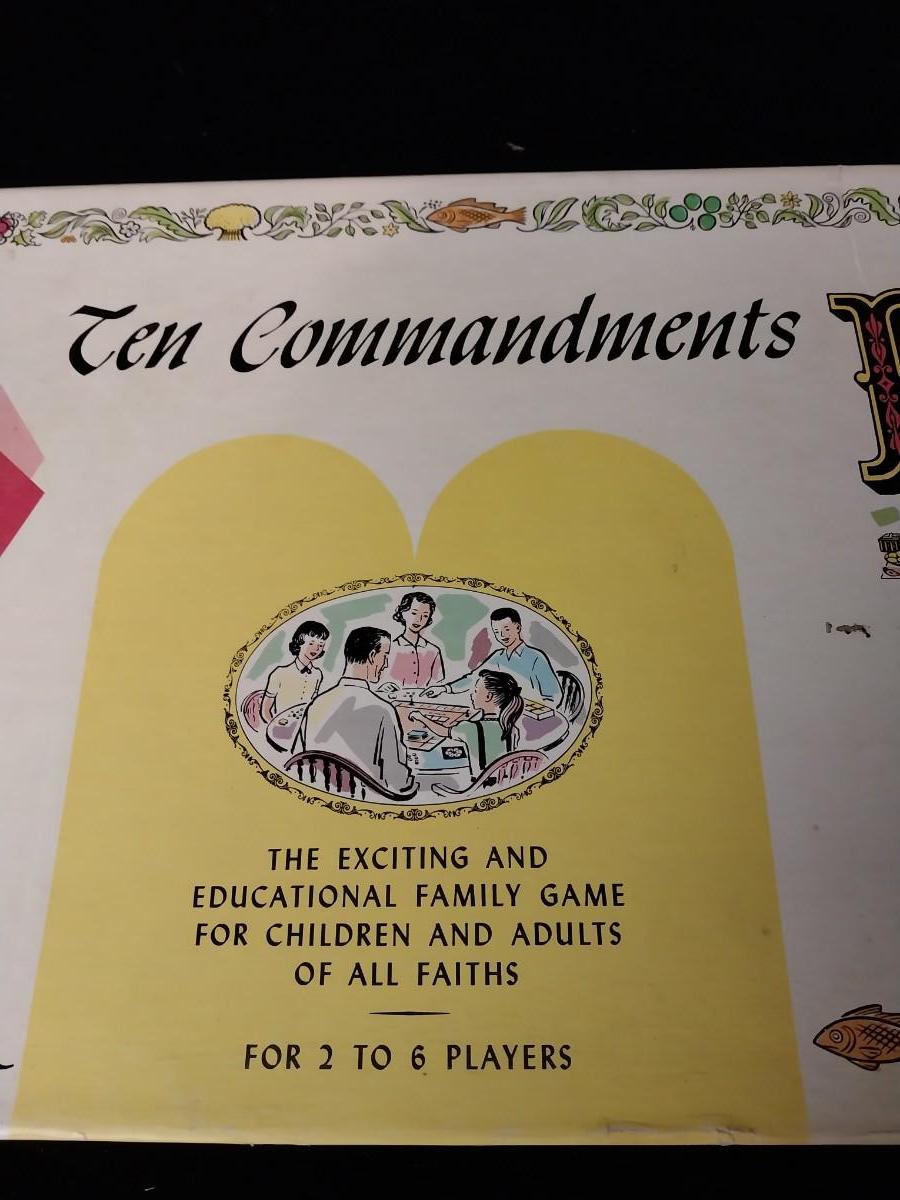 Ten Commandments
THE EXCITING AND
EDUCATIONAL FAMILY GAME
FOR CHILDREN AND ADULTS
OF ALL FAITHS
FOR 2 TO 6 PLAYERS